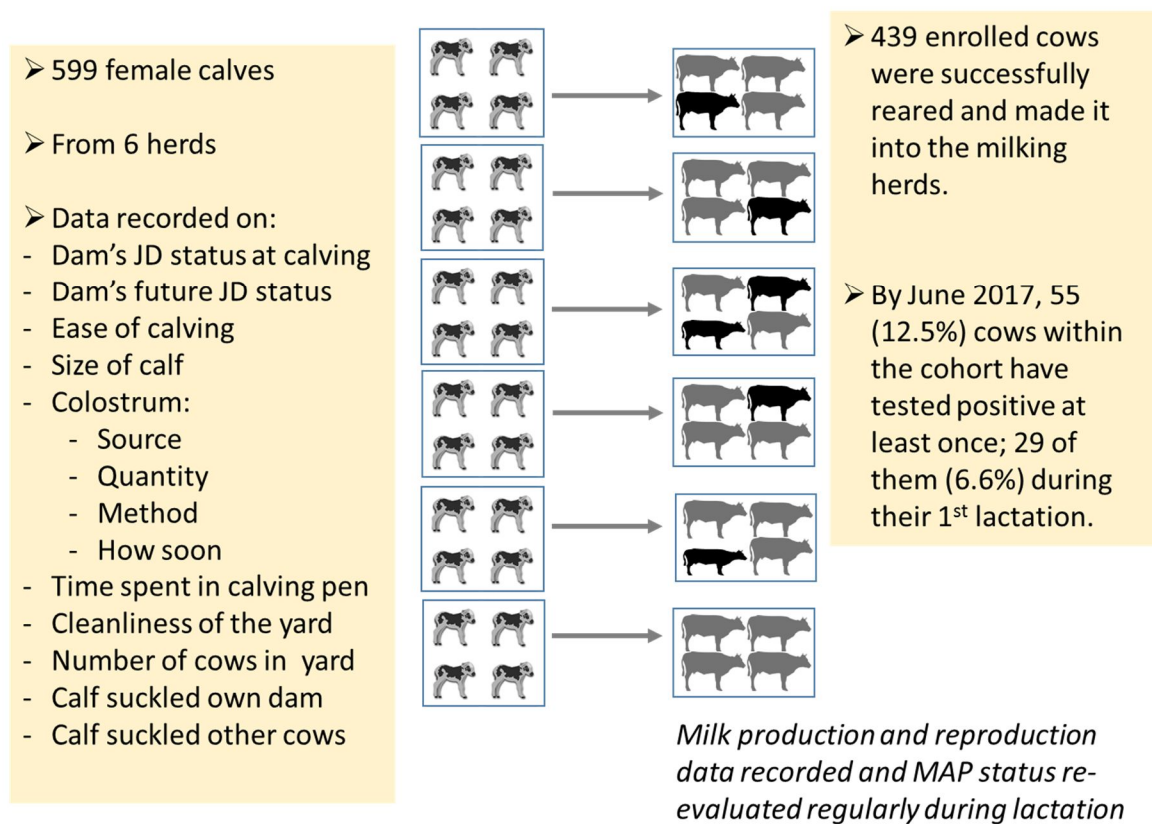 ➤ 599 female calves
➤ From 6 herds
➤ Data recorded on:
- Dam's JD status at calving
- Dam's future JD status
- Ease of calving
- Size of calf
- Colostrum:
- Source
- Quantity
- Method
- How soon
- Time spent in calving pen
- Cleanliness of the yard
- Number of cows in yard
- Calf suckled own dam
- Calf suckled other cows
➤ 439 enrolled cows
were successfully
reared and made it
into the milking
herds.
➤ By June 2017, 55
(12.5%) cows within
the cohort have
tested positive at
least once; 29 of
them (6.6%) during
their 1st lactation.
Milk production and reproduction
data recorded and MAP status re-
evaluated regularly during lactation